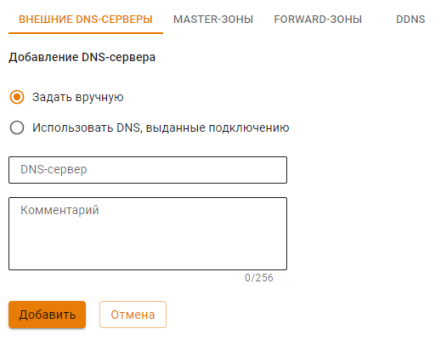 ВНЕШНИЕ DNS-СЕРВЕРЫ MASTER-ЗОНЫ FORWARD-ЗОНЫ DDNS
Добавление DNS-сервера
Задать вручную
Использовать DNS, выданные подключению
DNS-сервер
Комментарий
0/256
Добавить Отмена